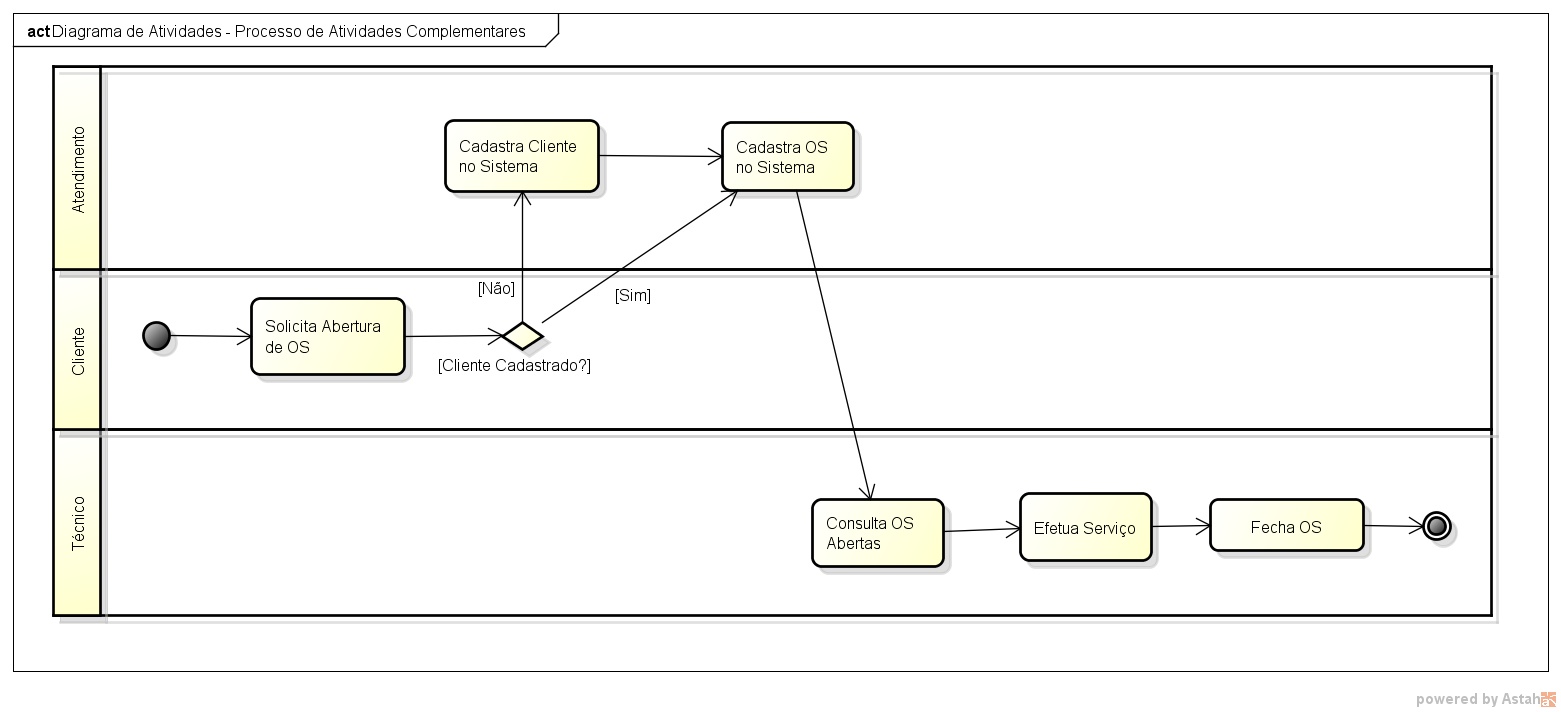 act Diagrama de Atividades - Processo de Atividades Complementares
Atendimento
Cadastra Cliente
no Sistema
Cadastra OS
no Sistema
[Não]
[Sim]
Cliente
Solicita Abertura
de OS
[Cliente Cadastrado?]
Técnico
Consulta OS
Abertas
Efetua Serviço
Fecha OS
powered by Astah